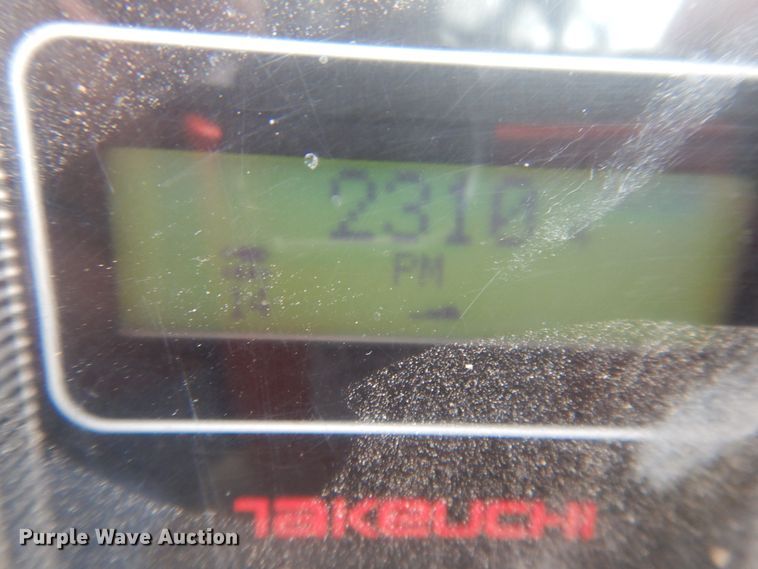 2310
PM
TAKEUCHI
Purple Wave Auction